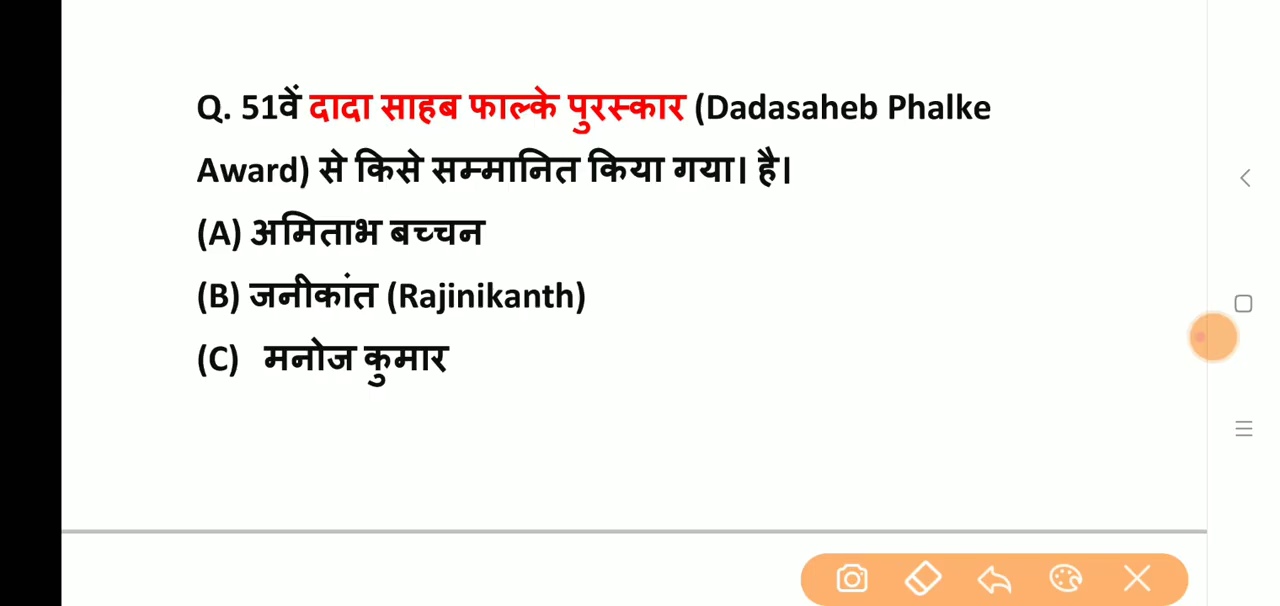 Q. 51वें दादा साहब फाल्के पुरस्कार (Dadasaheb Phalke
Award) से किसे सम्मानित किया गया। है।
(A) अमिताभ बच्चन
(B) जनीकांत (Rajinikanth)
(C) मनोज कुमार